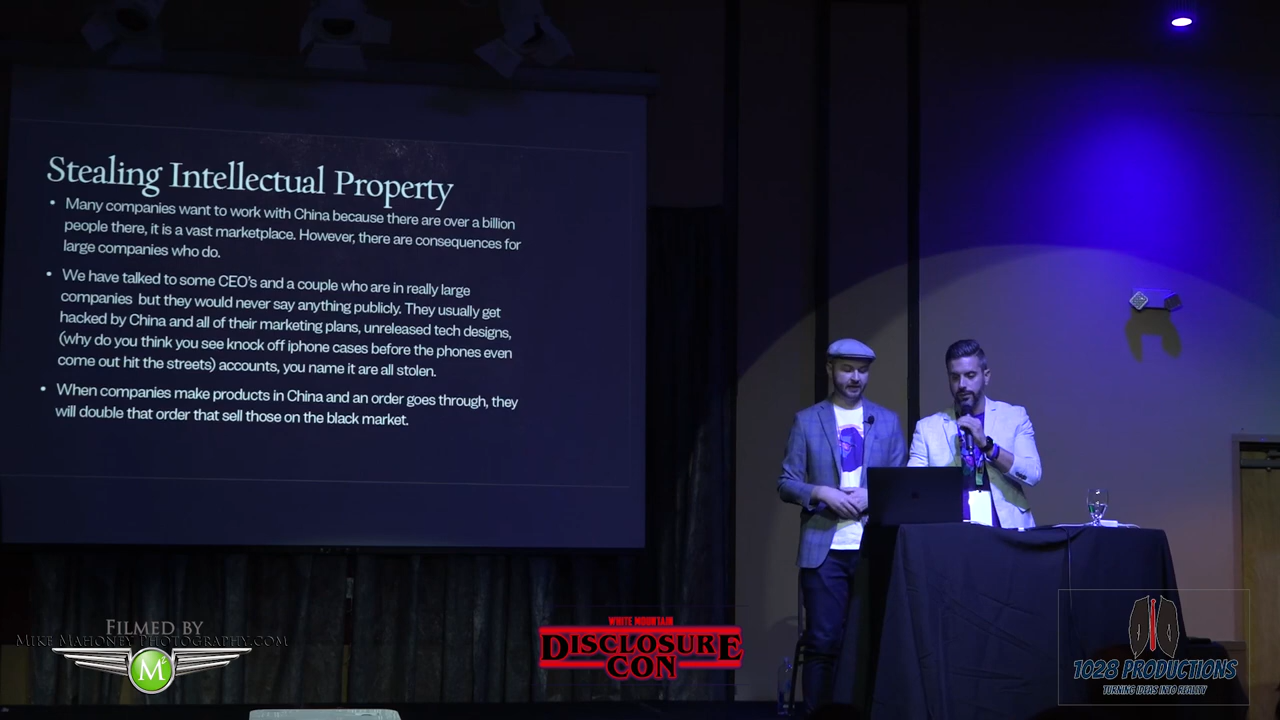 Stealing Intellectual Property
• Many companies want to work with China because there are over a billion
people there, it is a vast marketplace. However, there are consequences for
large companies who do.
• We have talked to some CEO's and a couple who are in really large
companies but they would never say anything publicly. They usually get
hacked by China and all of their marketing plans, unreleased tech designs,
(why do you think you see knock off iphone cases before the phones even
come out hit the streets) accounts, you name it are all stolen.
• When companies make products in China and an order goes through, they
will double that order that sell those on the black market.
Filmed by
Mike Mahoney Photography.com
M
White Mountain
Disclosure
Con
1028 Productions
Turning Ideas Into Reality